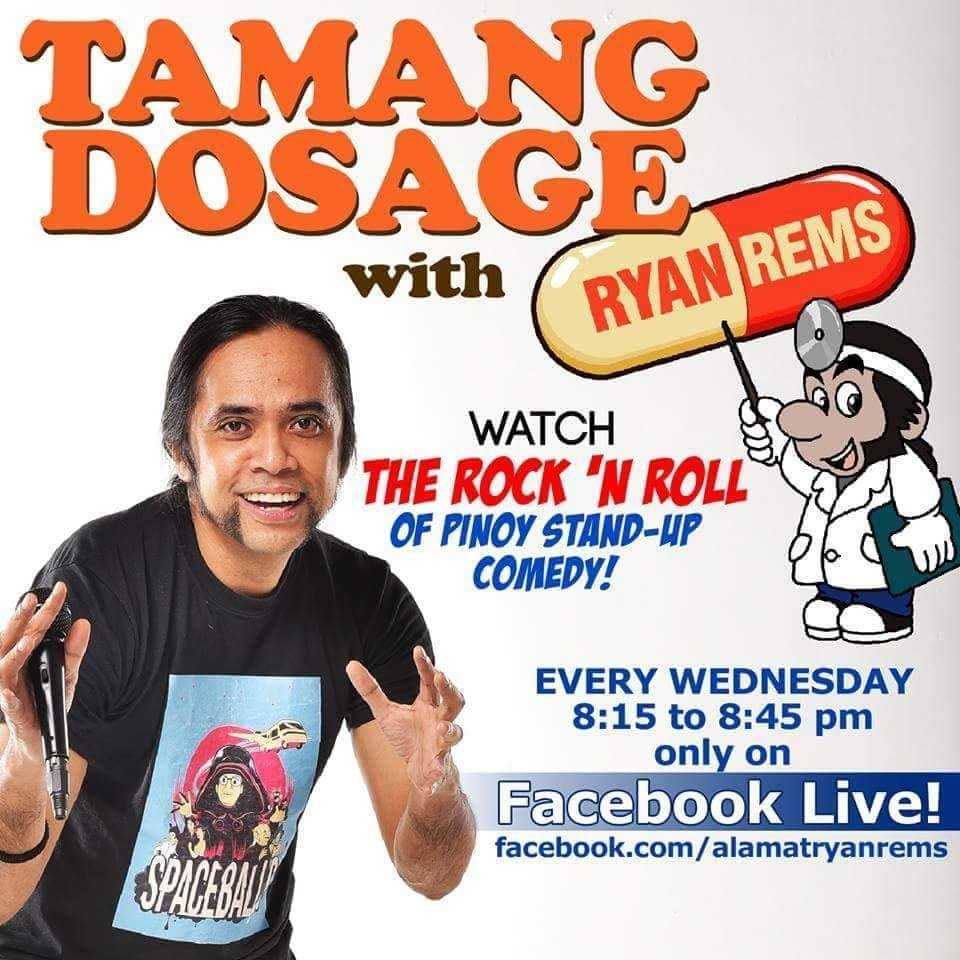 TAMANG
DOSAGE
with
RYAN REMS
WATCH
THE ROCK 'N ROLL
OF PINOY STAND-UP
COMEDY!
EVERY WEDNESDAY
8:15 to 8:45 pm
only on
Facebook Live!
facebook.com/alamatryanrems